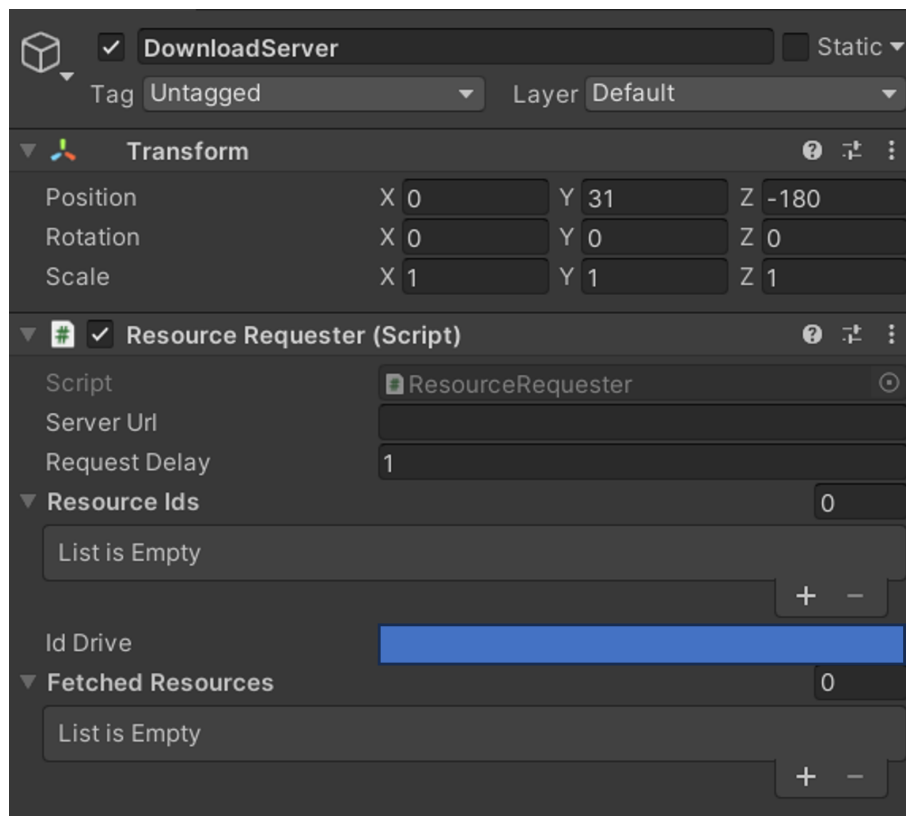 DownloadServer Static
Tag Untagged Layer Default
Transform
Position X 0 Y 31 Z -180
Rotation X 0 Y 0 Z 0
Scale X 1 Y 1 Z 1
# Resource Requester (Script)
Script # ResourceRequester
Server Url
Request Delay 1
Resource Ids 0
List is Empty
+ −
Id Drive
Fetched Resources 0
List is Empty
+ −